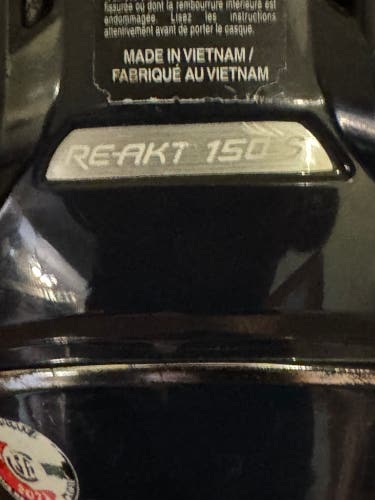 fissurée ou dont la rembourrure intérieure est
endommagée. Lisez les instructions
attentivement avant de porter le casque.
MADE IN VIETNAM /
FABRIQUÉ AU VIETNAM
RE-AKT 150